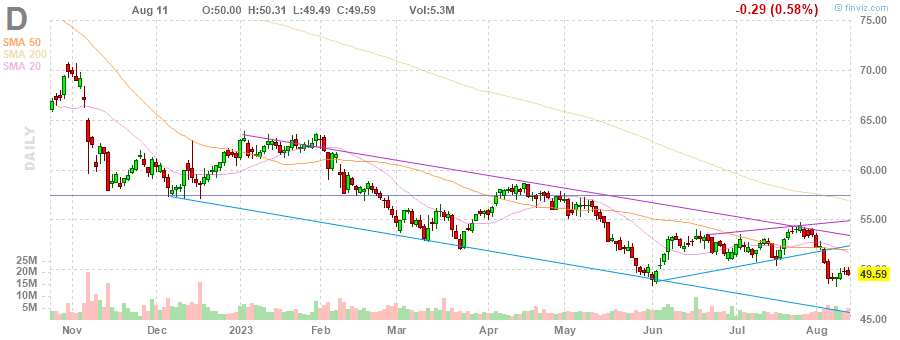 D
Aug 11 O:50.00 H:50.31 L:49.49 C:49.59 Vol:5.3M -0.29 (0.58%)
© finviz.com
SMA 50
SMA 200
SMA 20
DAILY
75.00
70.00
65.00
60.00
55.00
50.00
49.59
45.00
25M
20M
15M
10M
5M
Nov Dec 2023 Feb Mar Apr May Jun Jul Aug